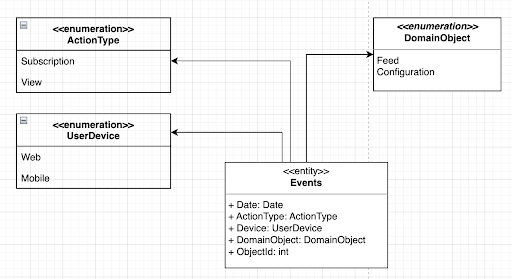 <<enumeration>>
ActionType
Subscription
View
<<enumeration>>
DomainObject
Feed
Configuration
<<enumeration>>
UserDevice
Web
Mobile
<<entity>>
Events
+ Date: Date
+ ActionType: ActionType
+ Device: UserDevice
+ DomainObject: DomainObject
+ ObjectId: int